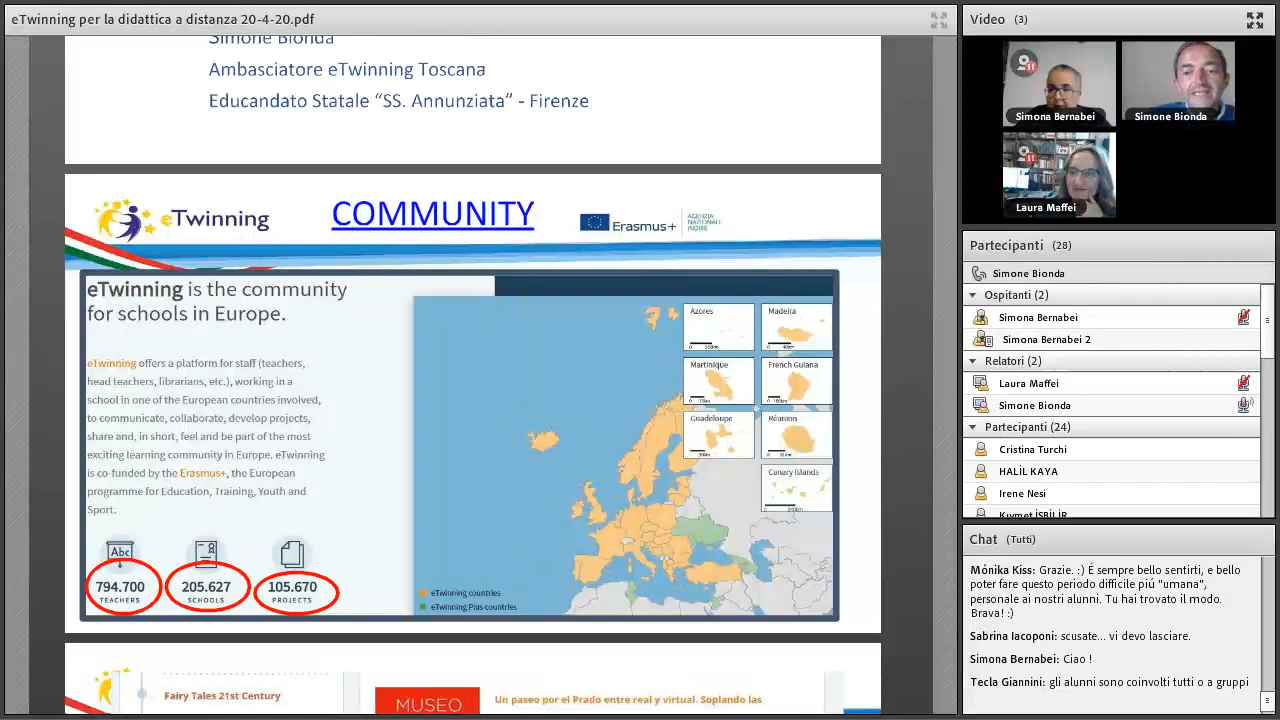 eTwinning per la didattica a distanza 20-4-20.pdf
Simone Bionda
Ambasciatore eTwinning Toscana
Educandato Statale “SS. Annunziata” - Firenze
eTwinning
COMMUNITY
Erasmus+
AGENZIA
NAZIONALE
INDIRE
eTwinning is the community
for schools in Europe.
eTwinning offers a platform for staff (teachers,
head teachers, librarians, etc.), working in a
school in one of the European countries involved,
to communicate, collaborate, develop projects,
share and, in short, feel and be part of the most
exciting learning community in Europe. eTwinning
is co-funded by the Erasmus+, the European
programme for Education, Training, Youth and
Sport.
Abc
794.700
TEACHERS
205.627
SCHOOLS
105.670
PROJECTS
Azores
Madeira
Martinique
French Guiana
Guadeloupe
Réunion
Canary Islands
eTwinning countries
eTwinning Plus countries
Fairy Tales 21st Century
MUSEO
Un paseo por el Prado entre real y virtual. Soplando las
Video (3)
Simona Bernabei
Simone Bionda
Laura Maffei
Partecipanti (28)
Simone Bionda
Ospitanti (2)
Simona Bernabei
Simona Bernabei 2
Relatori (2)
Laura Maffei
Simone Bionda
Partecipanti (24)
Cristina Turchi
HALİL KAYA
Irene Nesi
Kıymet İŞBİLİR
Chat (Tutti)
Mónika Kiss: Grazie. :) É sempre bello sentirti, e bello
poter fare questo periodo difficile piú "umana",
personale ai nostri alunni. Tu hai trovato il modo.
Brava! :)
Sabrina Iacoponi: scusate... vi devo lasciare.
Simona Bernabei: Ciao !
Tecla Giannini: gli alunni sono coinvolti tutti o a gruppi